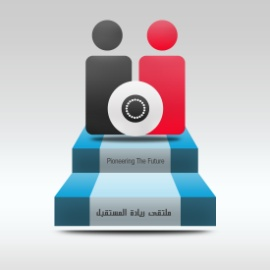 Pioneering The Future
ملتقى ريادة المستقبل